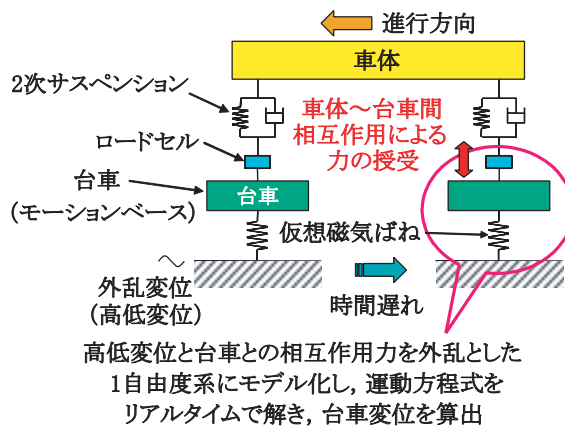 進行方向
車体
2次サスペンション
車体～台車間
相互作用による
力の授受
ロードセル
台車
(モーションベース)
台車
仮想磁気ばね
外乱変位
(高低変位)
時間遅れ
高低変位と台車との相互作用力を外乱とした
1自由度系にモデル化し，運動方程式を
リアルタイムで解き，台車変位を算出